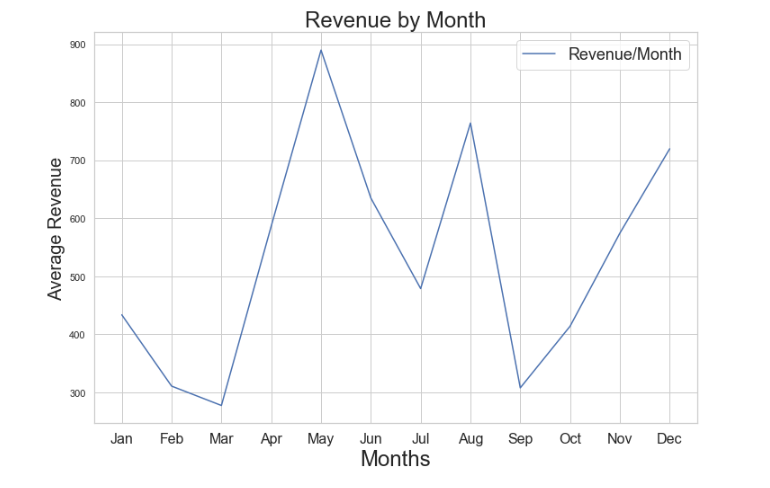 Revenue by Month
Revenue/Month
Average Revenue
900
800
700
600
500
400
300
Jan Feb Mar Apr May Jun Jul Aug Sep Oct Nov Dec
Months